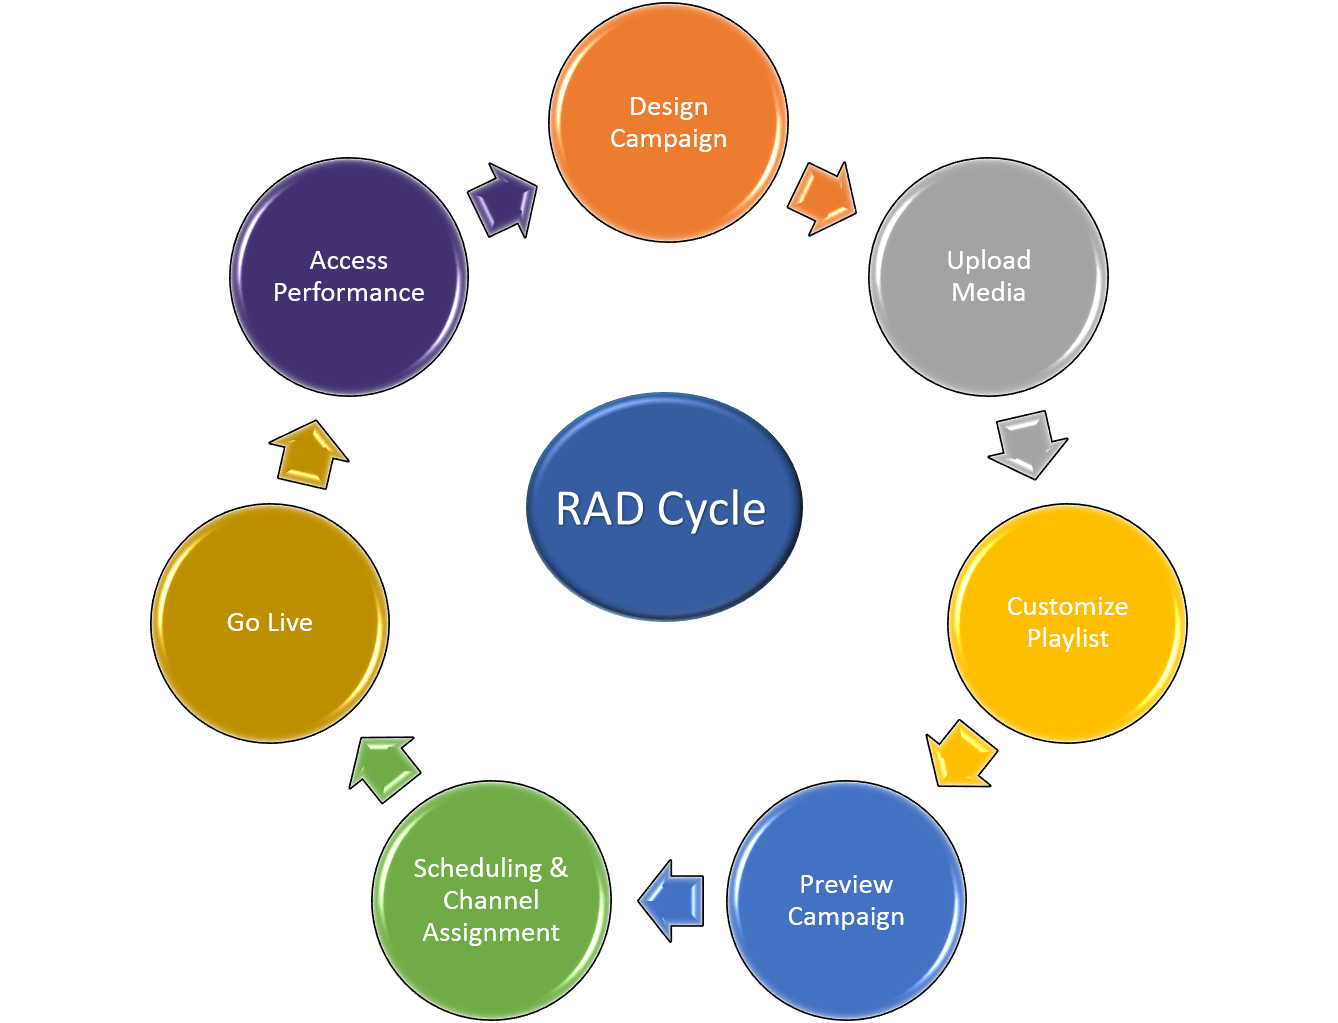 Design
Campaign
Upload
Media
Customize
Playlist
Preview
Campaign
Scheduling &
Channel
Assignment
Go Live
Access
Performance
RAD Cycle